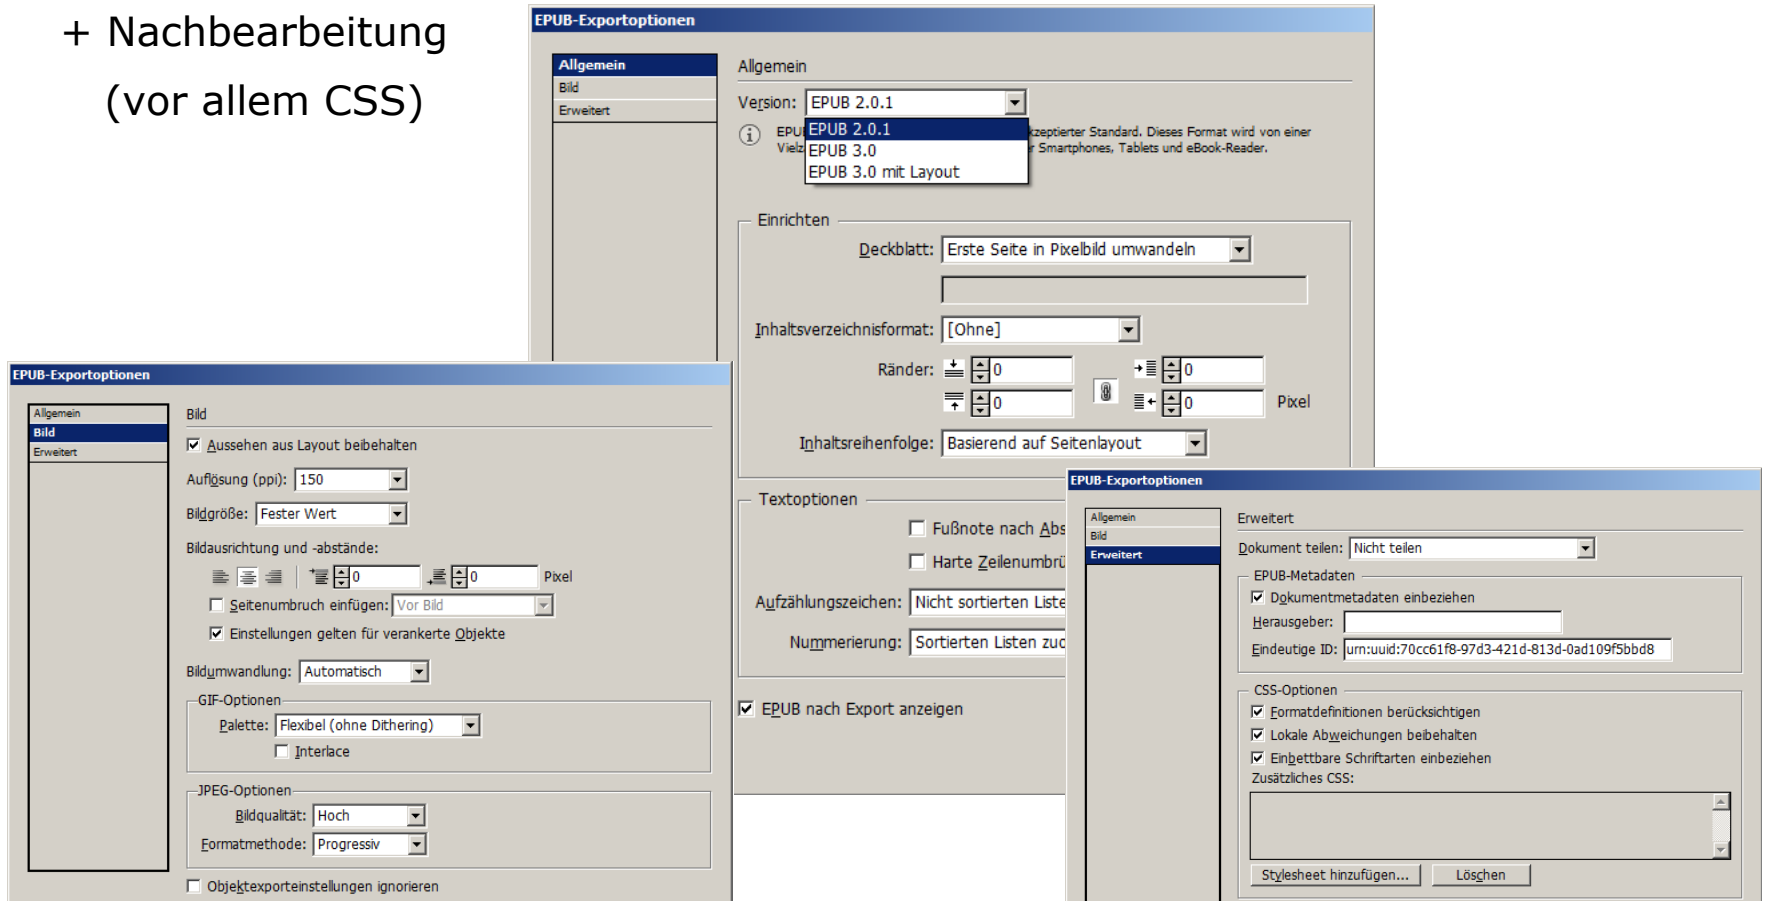 + Nachbearbeitung
(vor allem CSS)
EPUB-Exportoptionen
Allgemein
Bild
Erweitert
Allgemein
Version: EPUB 2.0.1
EPUB 2.0.1
EPUB 3.0
EPUB 3.0 mit Layout
akzeptierter Standard. Dieses Format wird von einer
Smartphones, Tablets und eBook-Reader.
Einrichten
Deckblatt: Erste Seite in Pixelbild umwandeln
Inhaltsverzeichnisformat: [Ohne]
Ränder: 0 0
0 0 Pixel
Inhaltsreihenfolge: Basierend auf Seitenlayout
Textoptionen
Fußnote nach Abs
Harte Zeilenumbrü
Aufzählungszeichen: Nicht sortierten Liste
Nummerierung: Sortierten Listen zuo
EPUB nach Export anzeigen
EPUB-Exportoptionen
Allgemein
Bild
Erweitert
Bild
Aussehen aus Layout beibehalten
Auflösung (ppi): 150
Bildgröße: Fester Wert
Bildausrichtung und -abstände:
0 0 Pixel
Seitenumbruch einfügen: Vor Bild
Einstellungen gelten für verankerte Objekte
Bildumwandlung: Automatisch
GIF-Optionen
Palette: Flexibel (ohne Dithering)
Interlace
JPEG-Optionen
Bildqualität: Hoch
Formatmethode: Progressiv
Objektexporteinstellungen ignorieren
EPUB-Exportoptionen
Allgemein
Bild
Erweitert
Erweitert
Dokument teilen: Nicht teilen
EPUB-Metadaten
Dokumentmetadaten einbeziehen
Herausgeber:
Eindeutige ID: urn:uuid:70cc61f8-97d3-421d-813d-0ad109f5bbd8
CSS-Optionen
Formatdefinitionen berücksichtigen
Lokale Abweichungen beibehalten
Einbettbare Schriftarten einbeziehen
Zusätzliches CSS:
Stylesheet hinzufügen... Löschen